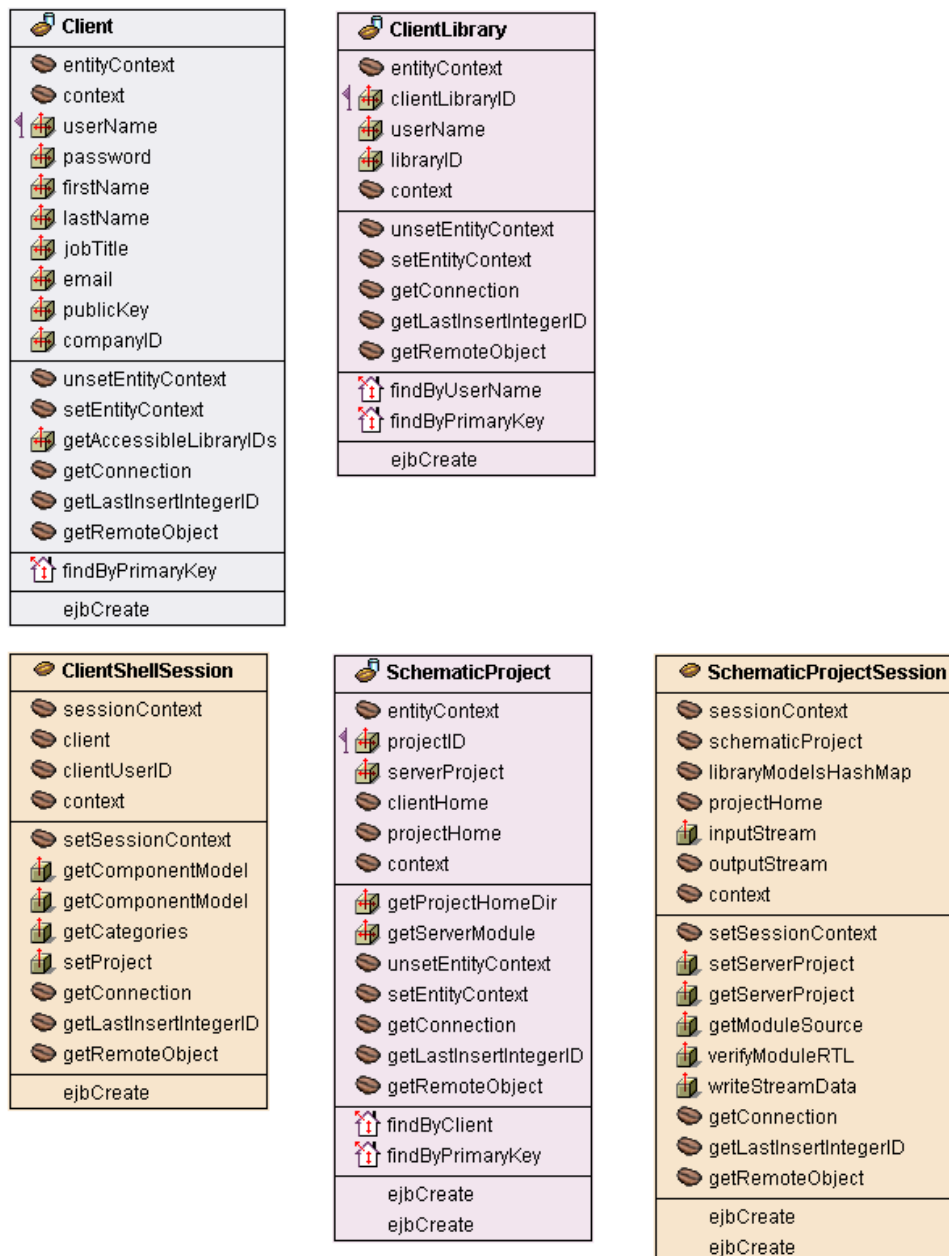 Client
entityContext
context
userName
password
firstName
lastName
jobTitle
email
publicKey
companyID
unsetEntityContext
setEntityContext
getAccessibleLibraryIDs
getConnection
getLastInsertIntegerID
getRemoteObject
findByPrimaryKey
ejbCreate
ClientLibrary
entityContext
clientLibraryID
userName
libraryID
context
unsetEntityContext
setEntityContext
getConnection
getLastInsertIntegerID
getRemoteObject
findByUserName
findByPrimaryKey
ejbCreate
ClientShellSession
sessionContext
client
clientUserID
context
setSessionContext
getComponentModel
getComponentModel
getCategories
setProject
getConnection
getLastInsertIntegerID
getRemoteObject
ejbCreate
SchematicProject
entityContext
projectID
serverProject
clientHome
projectHome
context
getProjectHomeDir
getServerModule
unsetEntityContext
setEntityContext
getConnection
getLastInsertIntegerID
getRemoteObject
findByClient
findByPrimaryKey
ejbCreate
ejbCreate
SchematicProjectSession
sessionContext
schematicProject
libraryModelsHashMap
projectHome
inputStream
outputStream
context
setSessionContext
setServerProject
getServerProject
getModuleSource
verifyModuleRTL
writeStreamData
getConnection
getLastInsertIntegerID
getRemoteObject
ejbCreate
ejbCreate